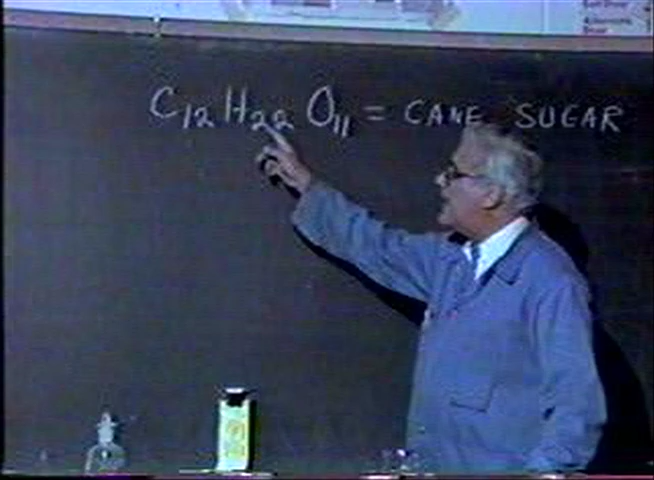 C₁₂H₂₂O₁₁ = CANE SUGAR